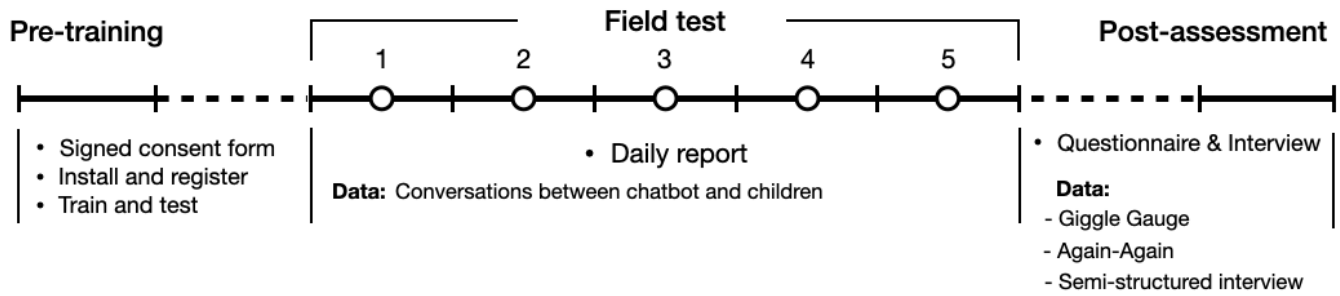 Pre-training
Field test
Post-assessment
1 2 3 4 5
• Signed consent form
• Install and register
• Train and test
• Daily report
Data: Conversations between chatbot and children
• Questionnaire & Interview
Data:
- Giggle Gauge
- Again-Again
- Semi-structured interview